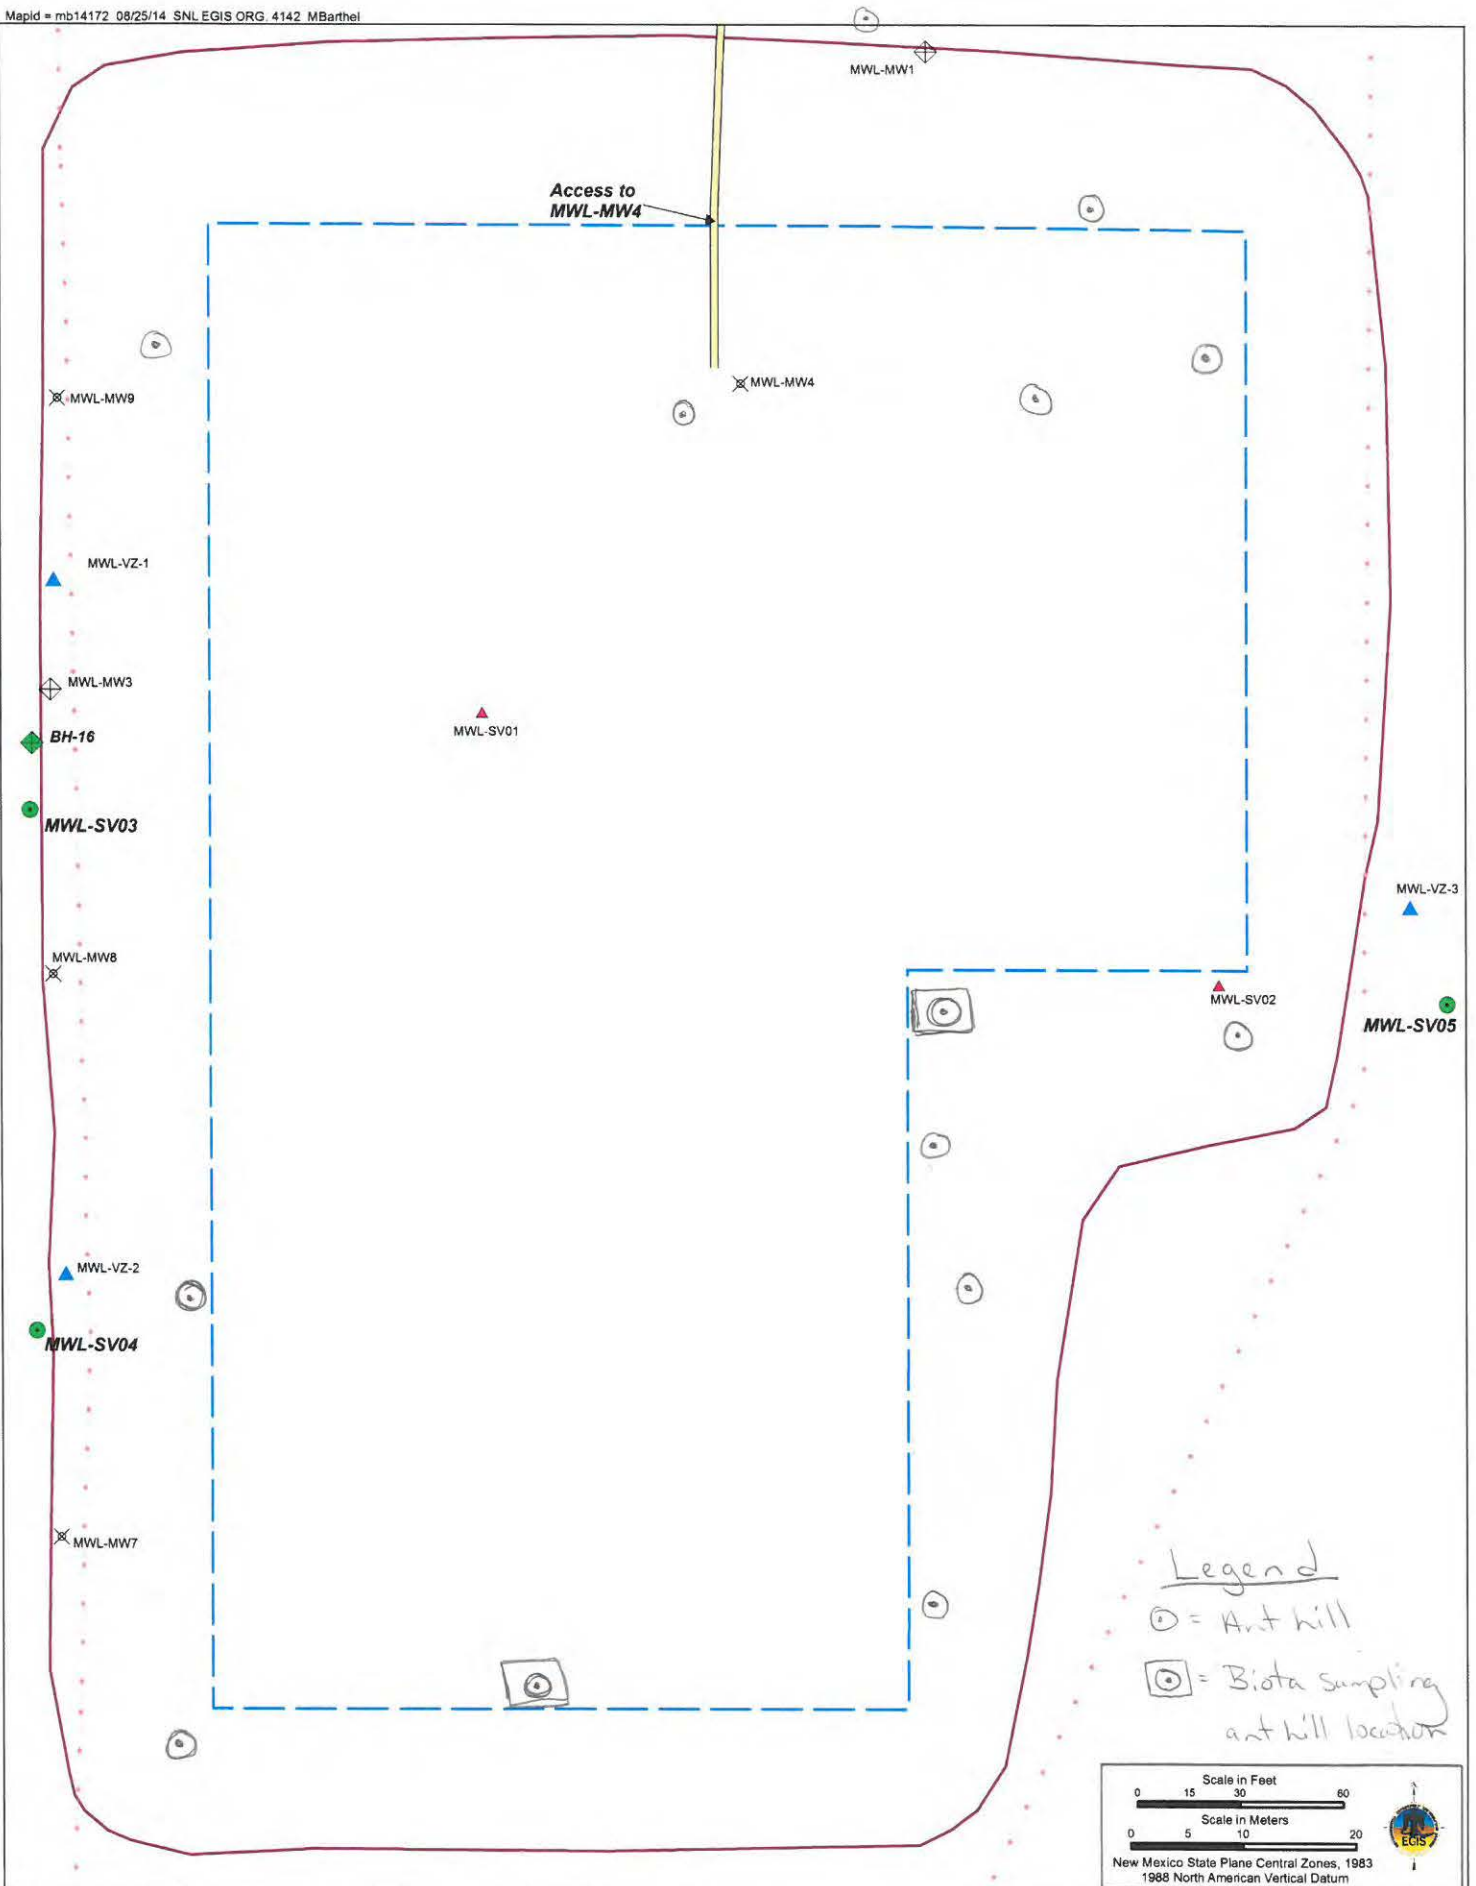 MapId = mb14172 08/25/14 SNL EGIS ORG. 4142 MBarthel
MWL-MW1
Access to
MWL-MW4
MWL-MW4
MWL-MW9
MWL-VZ-1
MWL-MW3
BH-16
MWL-SV01
MWL-SV03
MWL-VZ-3
MWL-MW8
MWL-SV02
MWL-SV05
MWL-VZ-2
MWL-SV04
MWL-MW7
Legend
= Ant hill
= Biota sampling
ant hill location
Scale in Feet
0 15 30 60
Scale in Meters
0 5 10 20
EGIS
New Mexico State Plane Central Zones, 1983
1988 North American Vertical Datum